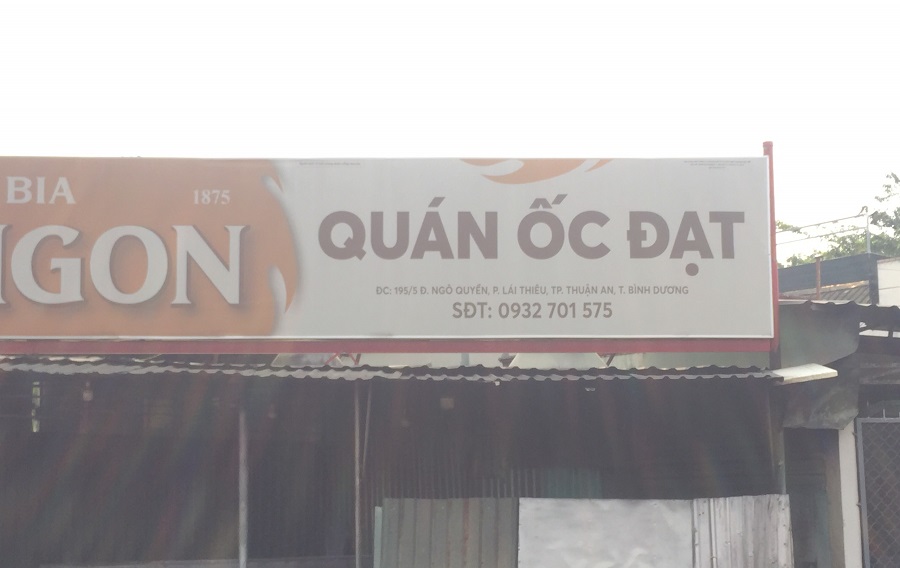 BIA
1875
IGON
QUÁN ỐC ĐẠT
ĐC: 195/5 Đ. NGÔ QUYỀN, P. LÁI THIÊU, TP. THUẬN AN, T. BÌNH DƯƠNG
SĐT: 0932 701 575